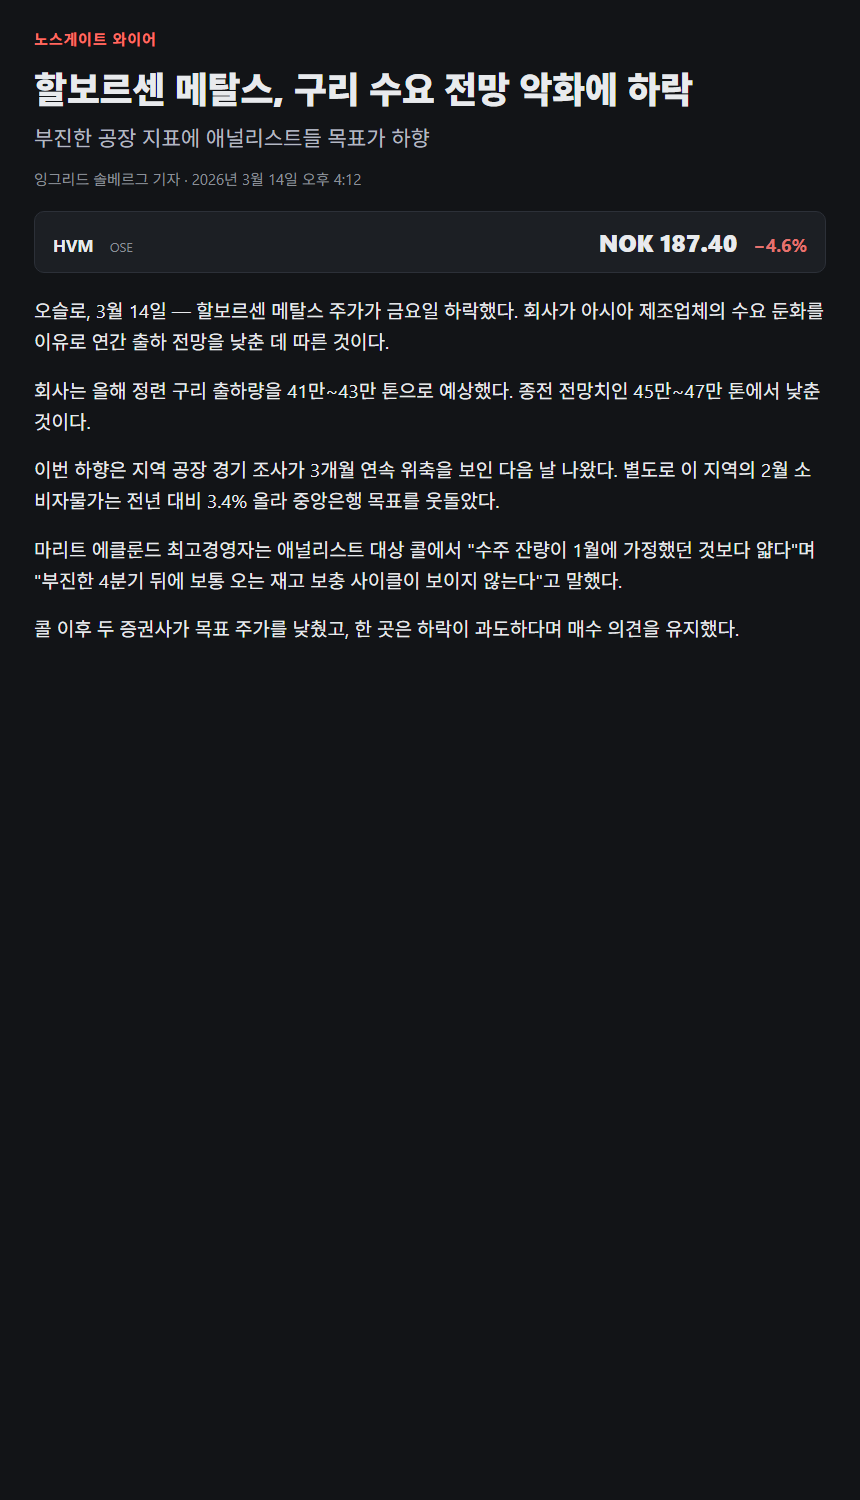 노스게이트 와이어
할보르센 메탈스, 구리 수요 전망 악화에 하락
부진한 공장 지표에 애널리스트들 목표가 하향
잉그리드 솔베르그 기자 · 2026년 3월 14일 오후 4:12
HVM OSE NOK 187.40 −4.6%
오슬로, 3월 14일 — 할보르센 메탈스 주가가 금요일 하락했다. 회사가 아시아 제조업체의 수요 둔화를
이유로 연간 출하 전망을 낮춘 데 따른 것이다.
회사는 올해 정련 구리 출하량을 41만~43만 톤으로 예상했다. 종전 전망치인 45만~47만 톤에서 낮춘
것이다.
이번 하향은 지역 공장 경기 조사가 3개월 연속 위축을 보인 다음 날 나왔다. 별도로 이 지역의 2월 소
비자물가는 전년 대비 3.4% 올라 중앙은행 목표를 웃돌았다.
마리트 에클룬드 최고경영자는 애널리스트 대상 콜에서 "수주 잔량이 1월에 가정했던 것보다 얇다"며
"부진한 4분기 뒤에 보통 오는 재고 보충 사이클이 보이지 않는다"고 말했다.
콜 이후 두 증권사가 목표 주가를 낮췄고, 한 곳은 하락이 과도하다며 매수 의견을 유지했다.